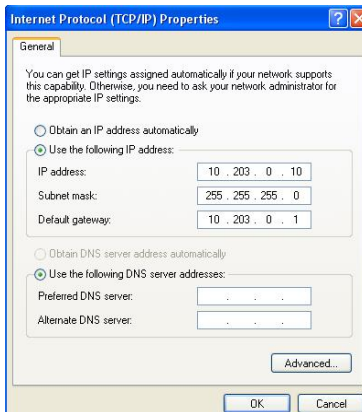 Internet Protocol (TCP/IP) Properties
General
You can get IP settings assigned automatically if your network supports
this capability. Otherwise, you need to ask your network administrator for
the appropriate IP settings.
Obtain an IP address automatically
Use the following IP address:
IP address: 10 . 203 . 0 . 10
Subnet mask: 255 . 255 . 255 . 0
Default gateway: 10 . 203 . 0 . 1
Obtain DNS server address automatically
Use the following DNS server addresses:
Preferred DNS server: . . .
Alternate DNS server: . . .
Advanced...
OK Cancel